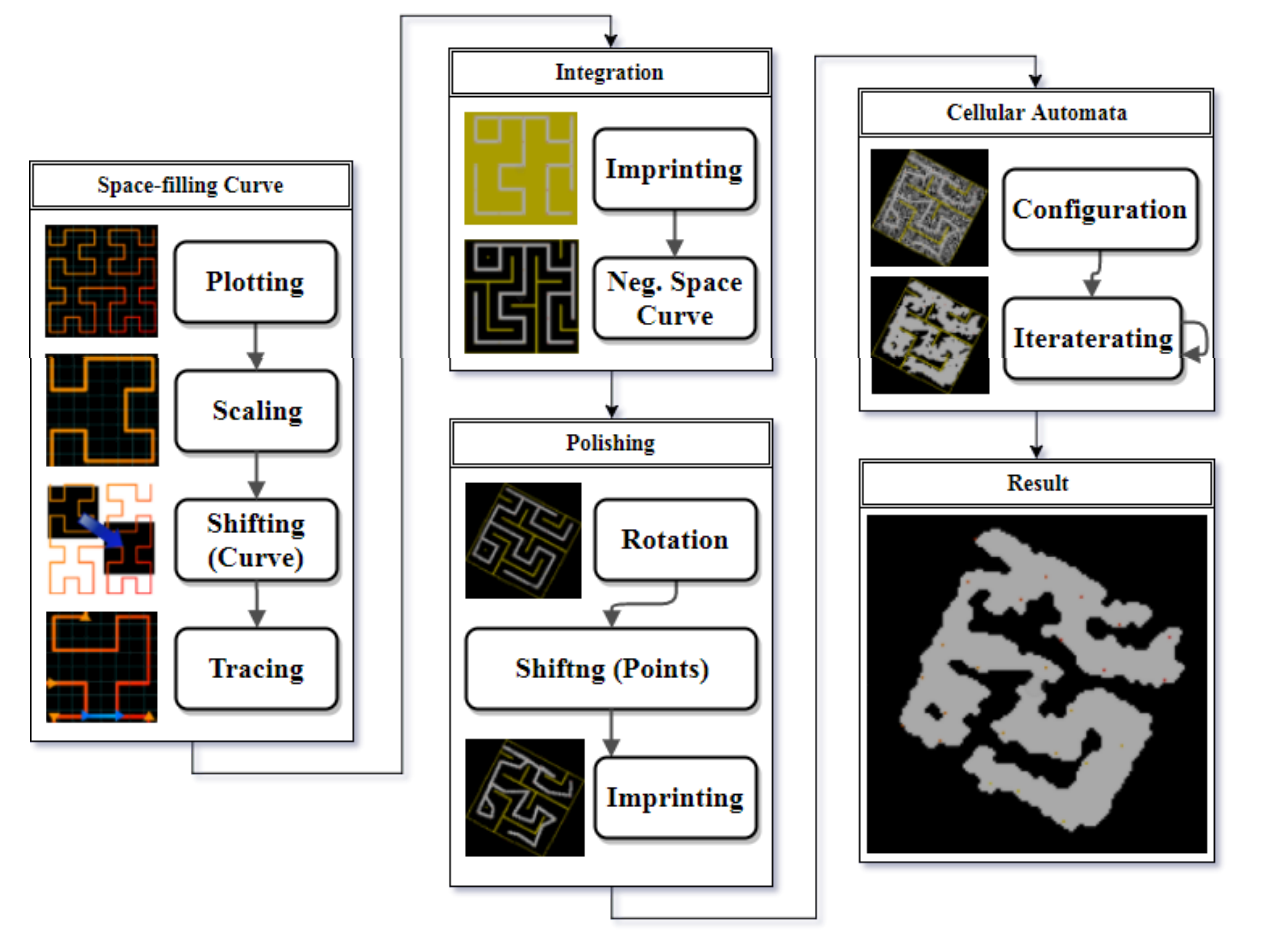 Space-filling Curve
Plotting
Scaling
Shifting
(Curve)
Tracing
Integration
Imprinting
Neg. Space
Curve
Polishing
Rotation
Shiftng (Points)
Imprinting
Cellular Automata
Configuration
Iteraterating
Result